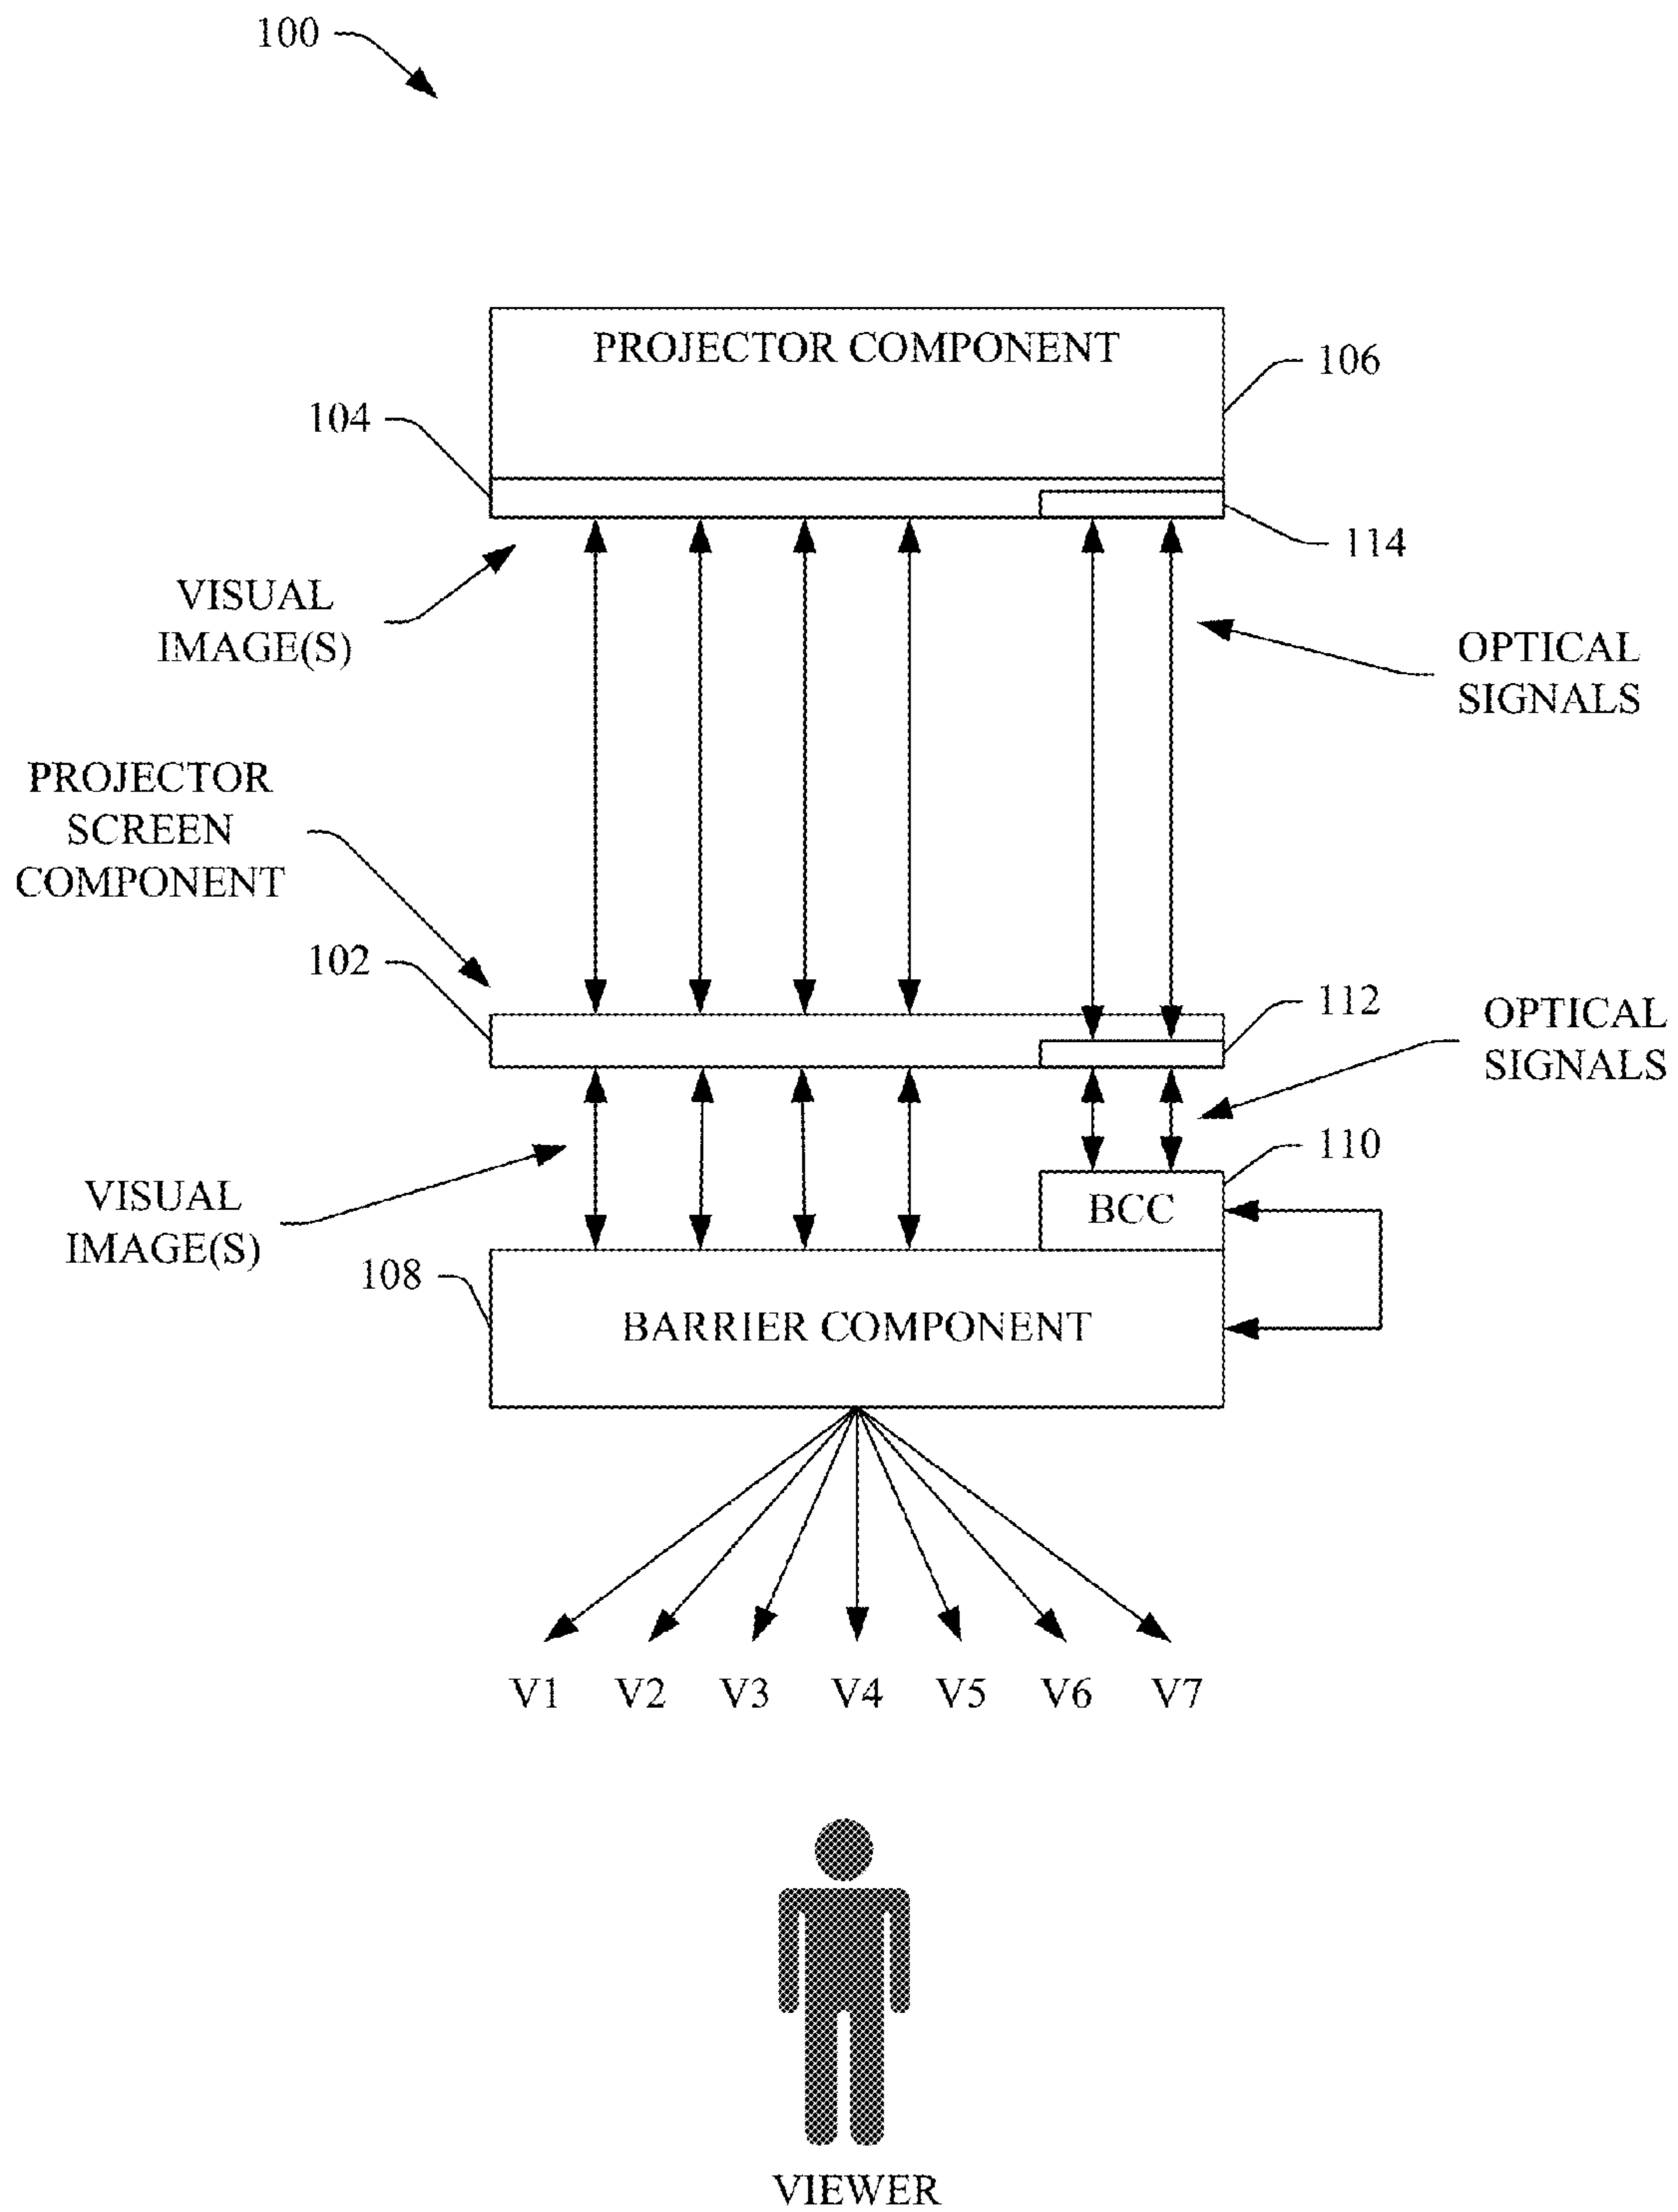 100
PROJECTOR COMPONENT
106
104
114
VISUAL
IMAGE(S)
OPTICAL
SIGNALS
PROJECTOR
SCREEN
COMPONENT
102
112
OPTICAL
SIGNALS
110
BCC
VISUAL
IMAGE(S)
108
BARRIER COMPONENT
V1 V2 V3 V4 V5 V6 V7
VIEWER